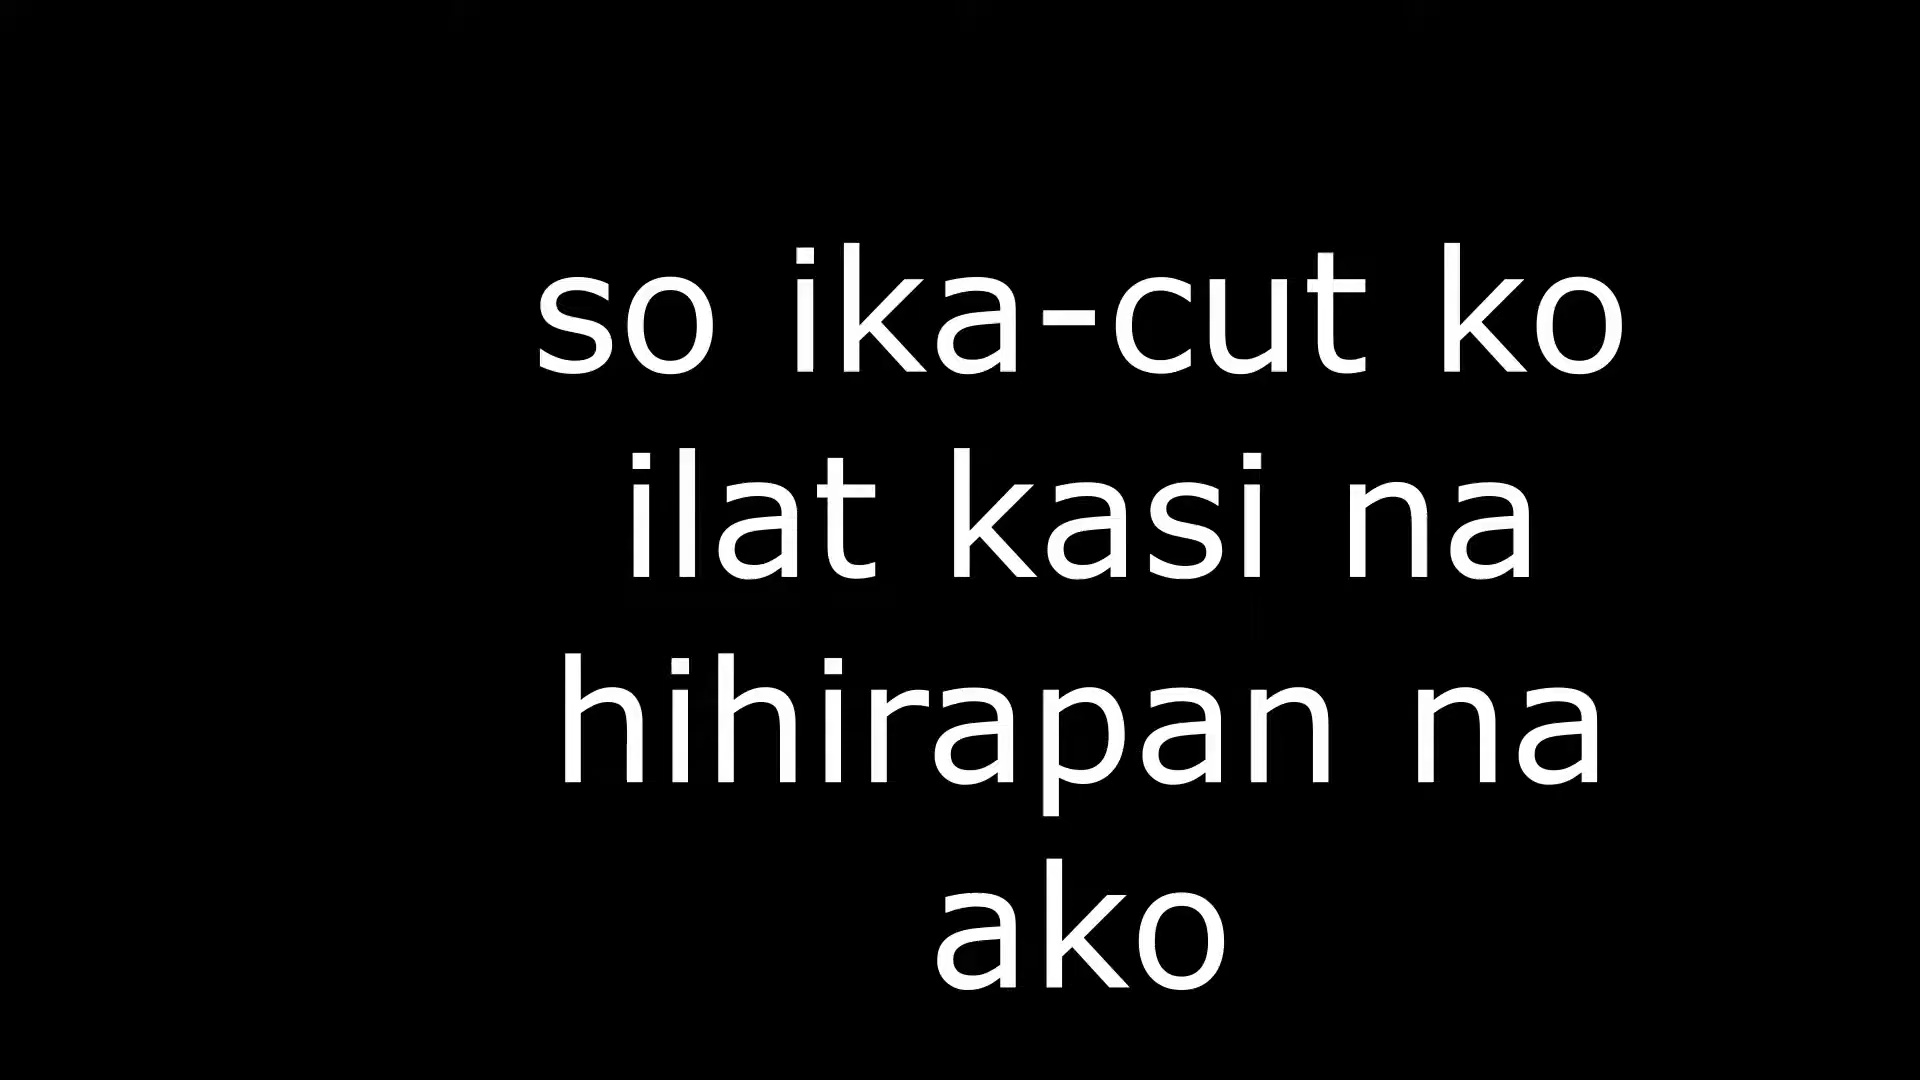 so ika-cut ko
ilat kasi na
hihirapan na
ako